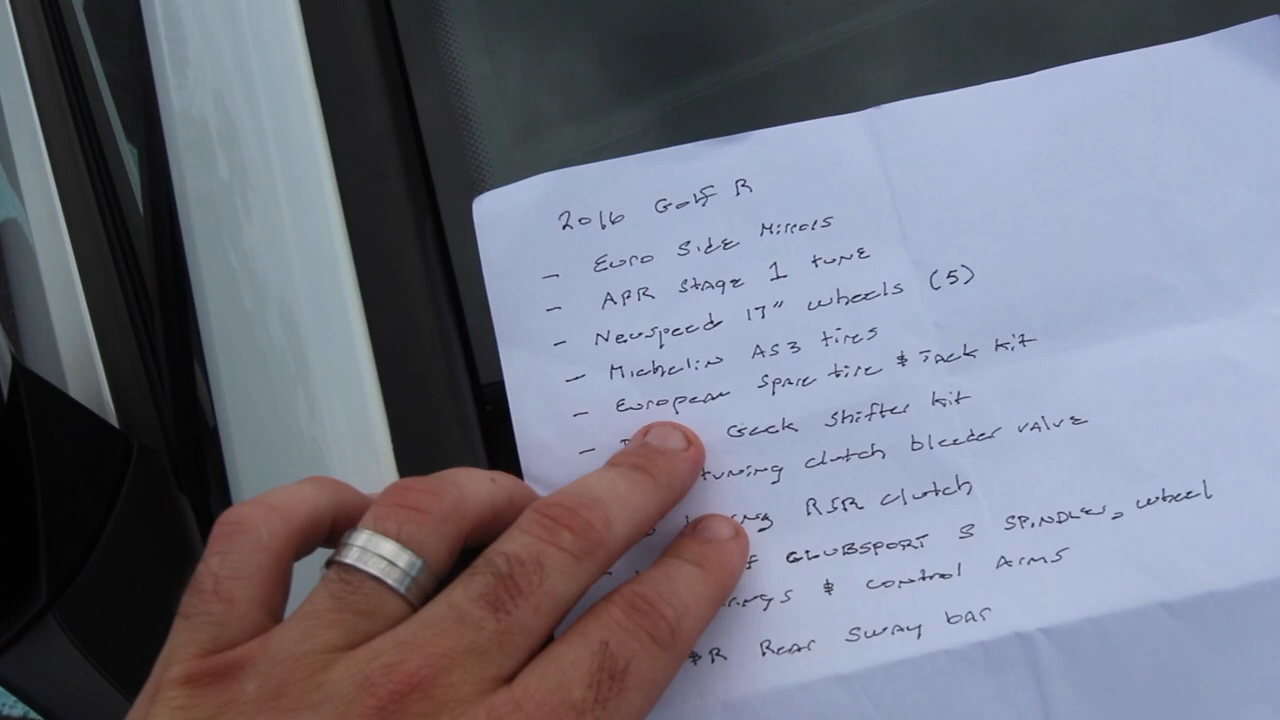 2016 Golf R
- Euro Side Mirrors
- APR Stage 1 tune
- Neuspeed 17" wheels (5)
- Michelin AS3 tires
- European spare tire & Jack Kit
- Geek Shifter Kit
tuning clutch bleeder valve
RSR clutch
CLUBSPORT S SPINDLES, wheel
& control Arms
Rear Sway bar